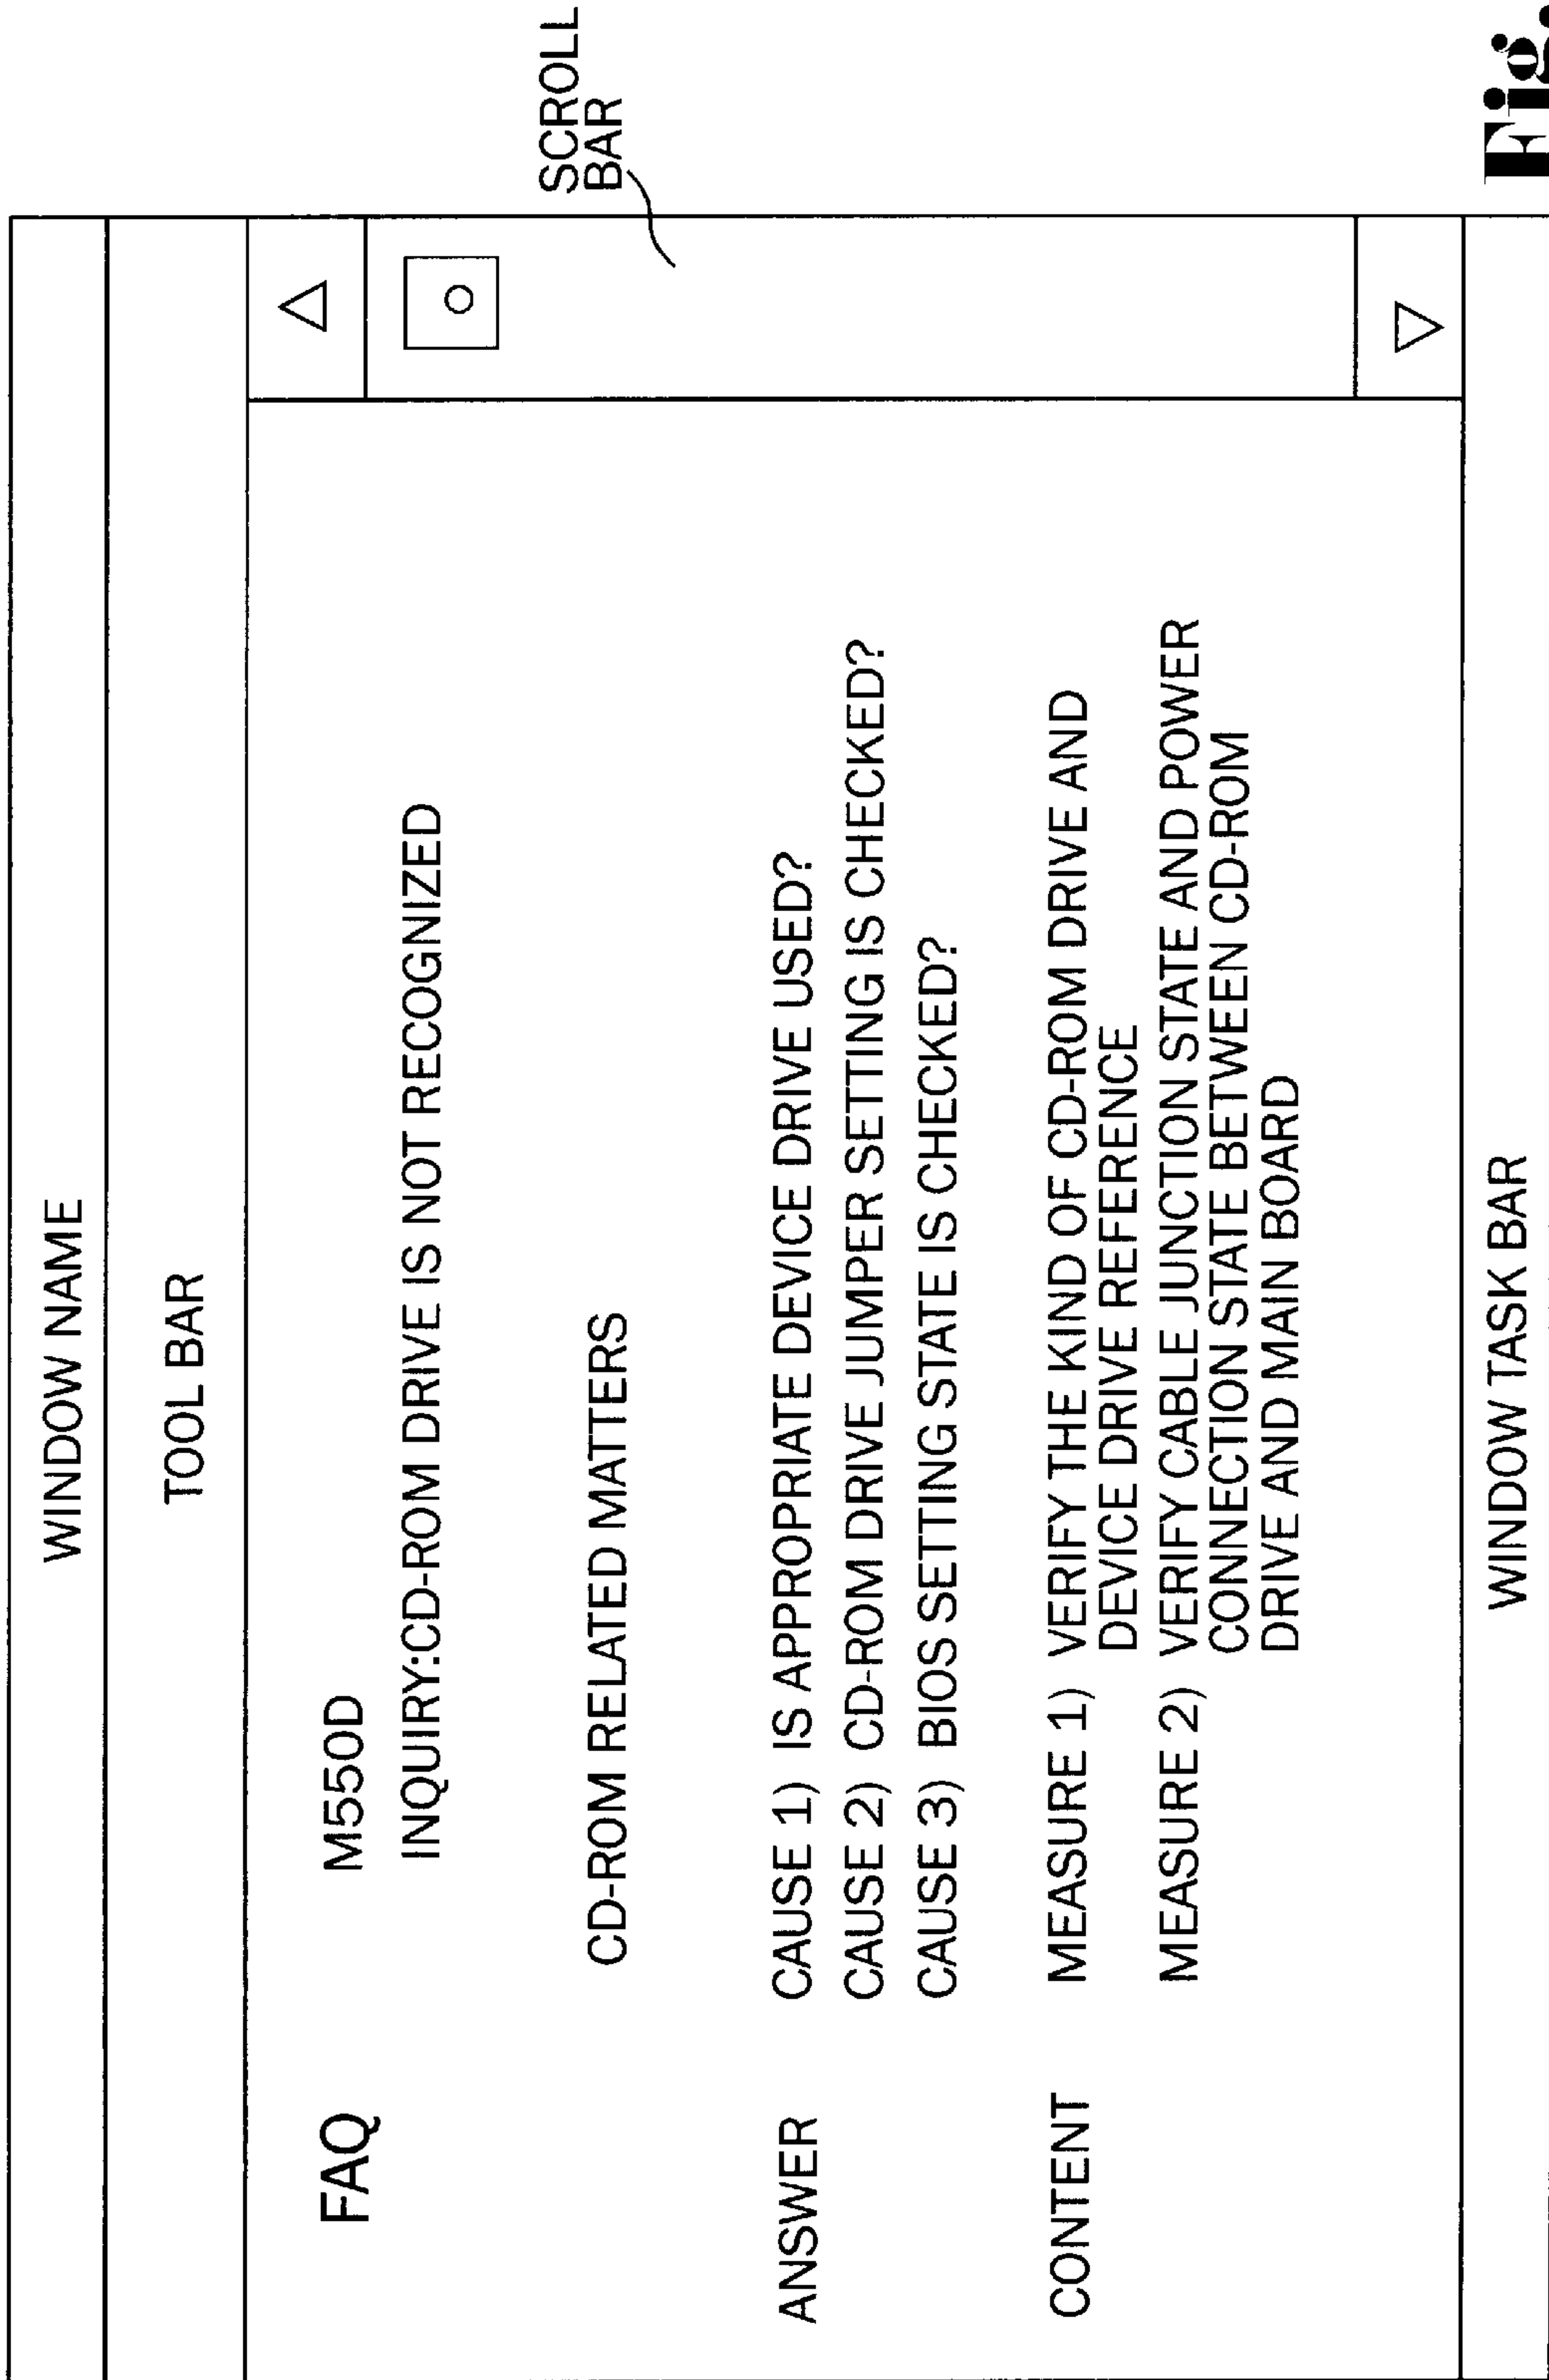 WINDOW NAME
TOOL BAR
FAQ M550D
INQUIRY:CD-ROM DRIVE IS NOT RECOGNIZED
SCROLL
BAR
CD-ROM RELATED MATTERS
ANSWER CAUSE 1) IS APPROPRIATE DEVICE DRIVE USED?
CAUSE 2) CD-ROM DRIVE JUMPER SETTING IS CHECKED?
CAUSE 3) BIOS SETTING STATE IS CHECKED?
CONTENT MEASURE 1) VERIFY THE KIND OF CD-ROM DRIVE AND
DEVICE DRIVE REFERENCE
MEASURE 2) VERIFY CABLE JUNCTION STATE AND POWER
CONNECTION STATE BETWEEN CD-ROM
DRIVE AND MAIN BOARD
WINDOW TASK BAR
Fig.